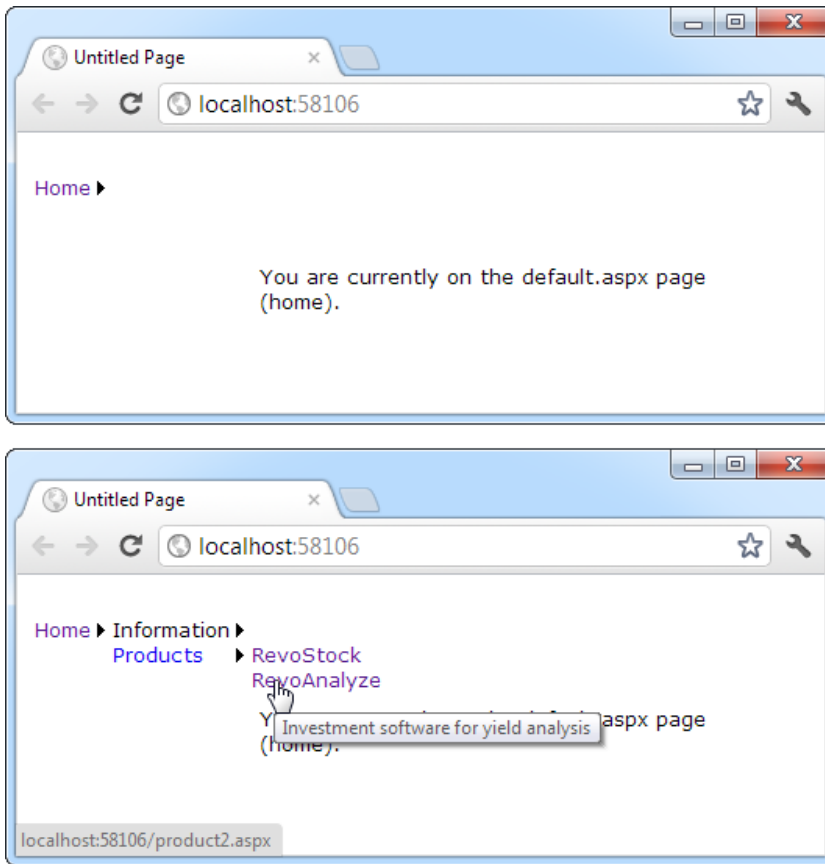 Untitled Page
localhost:58106
Home
You are currently on the default.aspx page
(home).
Untitled Page
localhost:58106
Home Information
Products RevoStock
RevoAnalyze
Y aspx page
Investment software for yield analysis
(home).
localhost:58106/product2.aspx